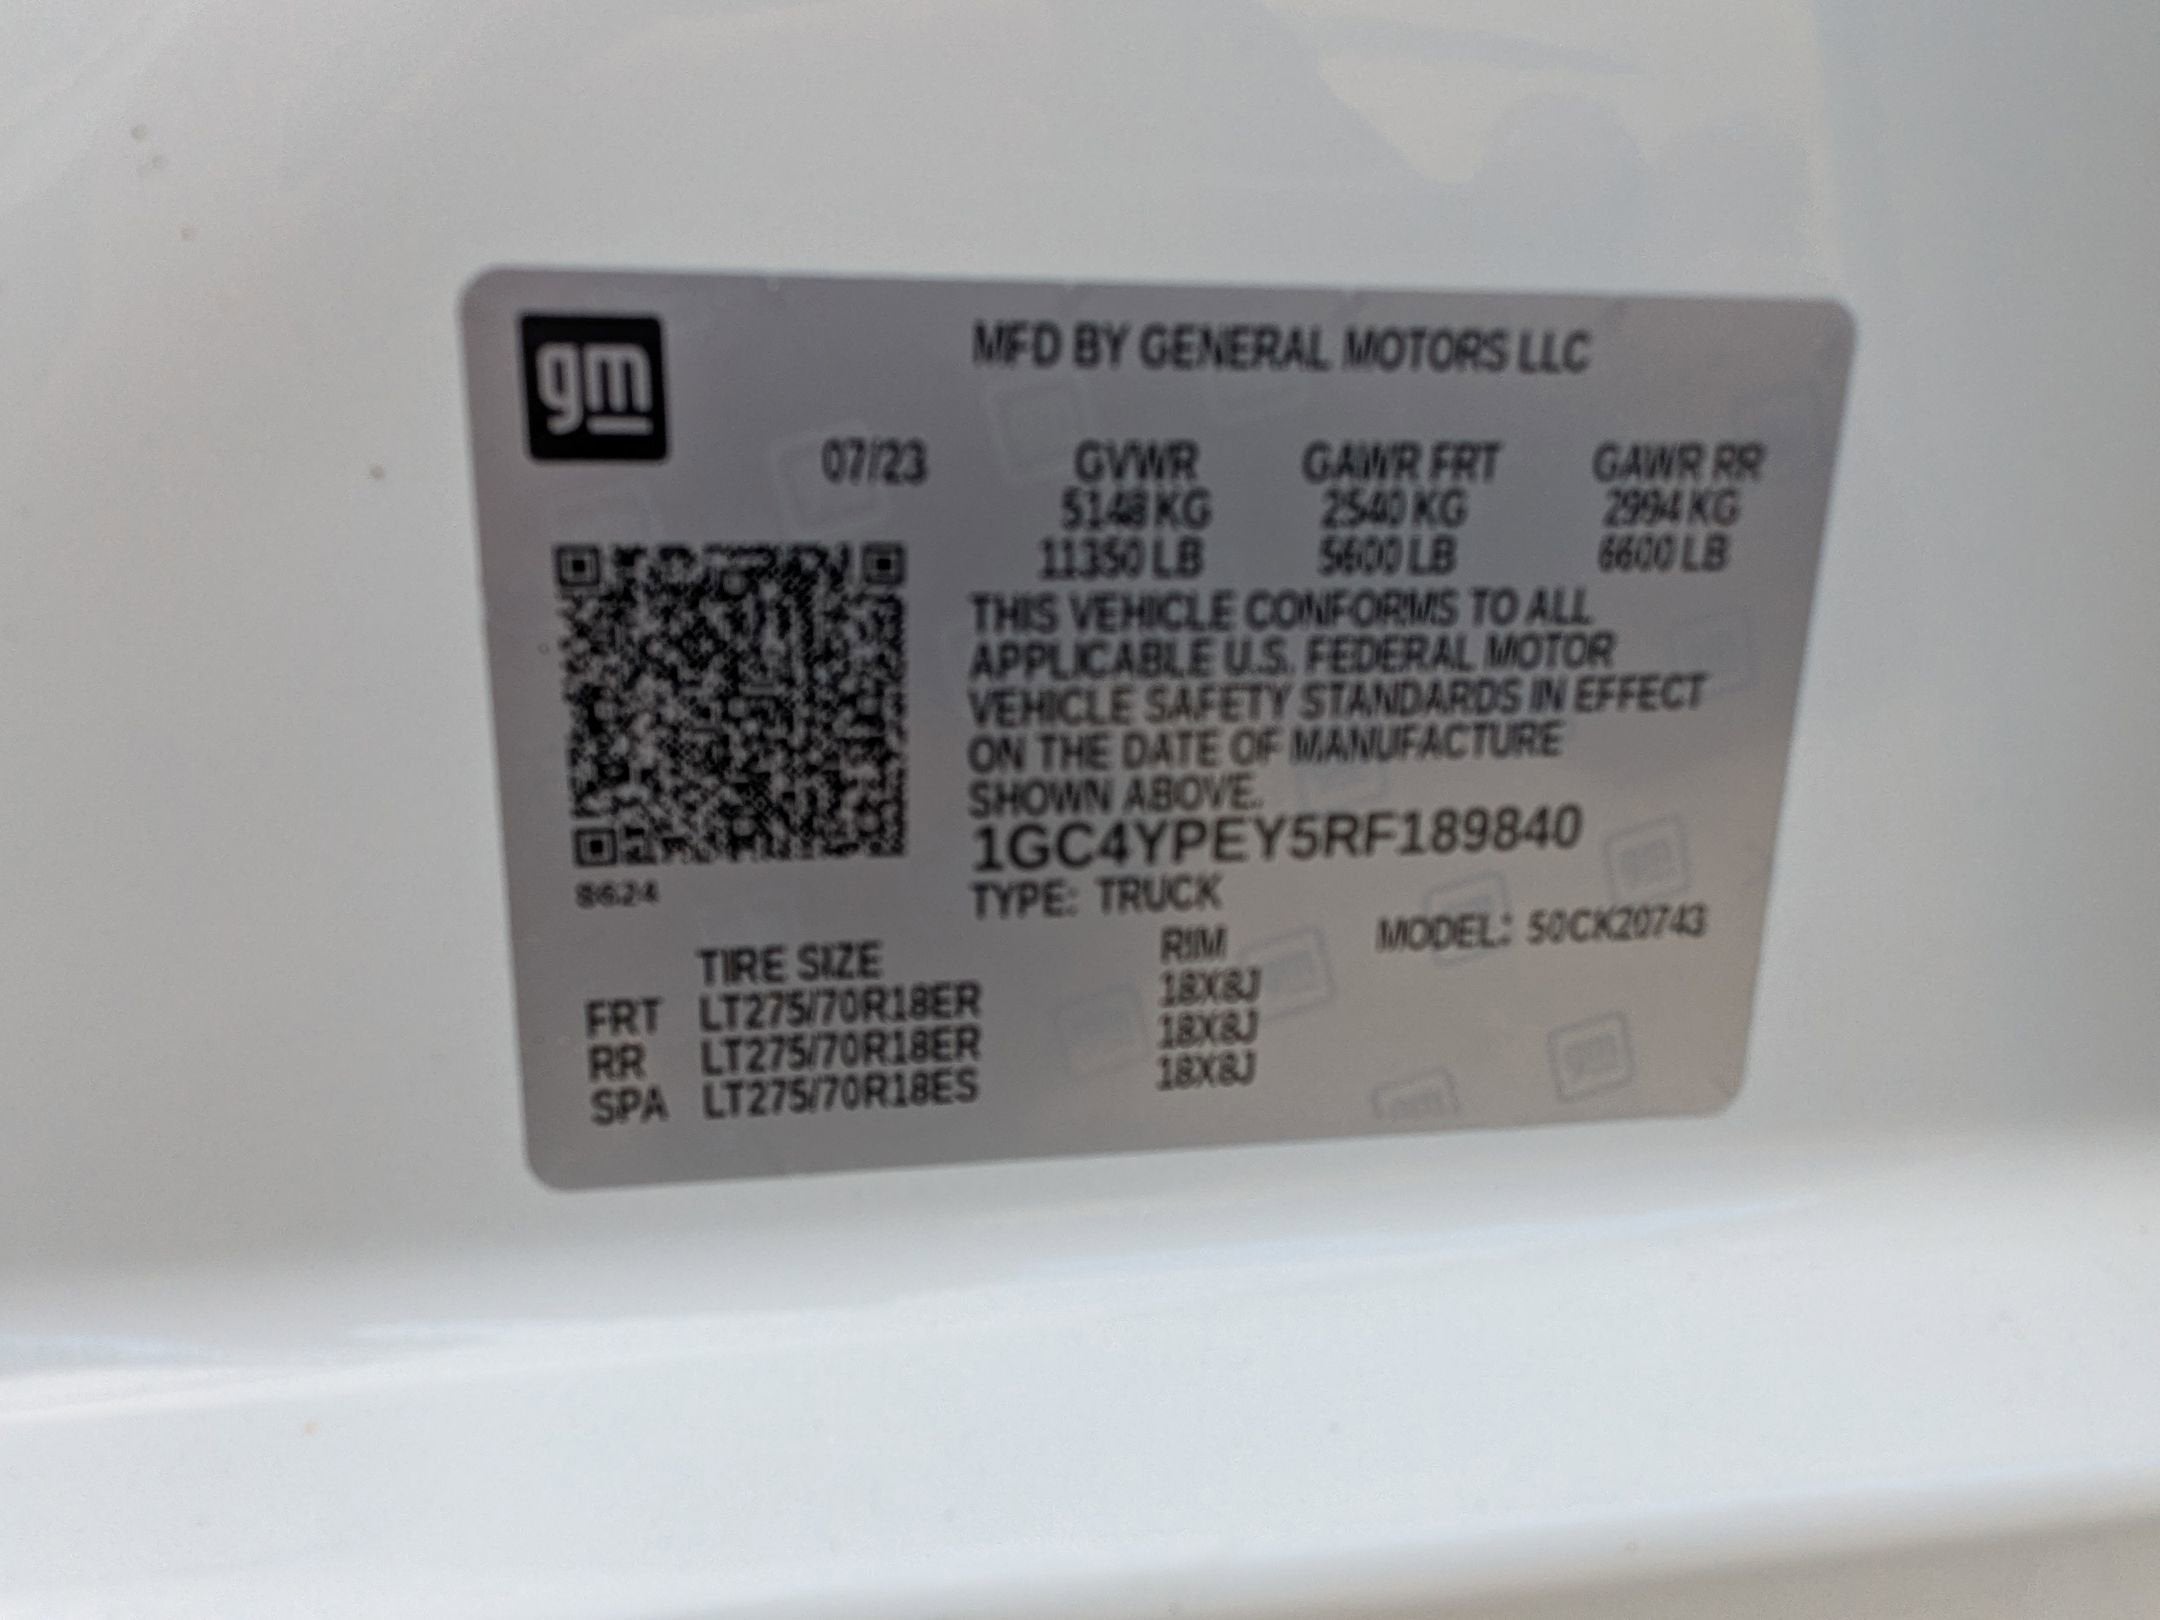 gm
MFD BY GENERAL MOTORS LLC
07/23 GVWR GAWR FRT GAWR RR
5148 KG 2540 KG 2994 KG
11350 LB 5600 LB 6600 LB
THIS VEHICLE CONFORMS TO ALL
APPLICABLE U.S. FEDERAL MOTOR
VEHICLE SAFETY STANDARDS IN EFFECT
ON THE DATE OF MANUFACTURE
SHOWN ABOVE.
1GC4YPEY5RF189840
8624
TYPE: TRUCK
MODEL: 50CK20743
TIRE SIZE RIM
FRT LT275/70R18ER 18X8J
RR LT275/70R18ER 18X8J
SPA LT275/70R18ES 18X8J